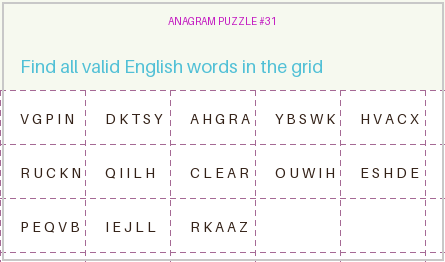 ANAGRAM PUZZLE #31
Find all valid English words in the grid
VGPIN DKTSY AHGRA YBSWK HVACX
RUCKN QIILH CLEAR OUWIH ESHDE
PEQVB IEJLL RKAAZ